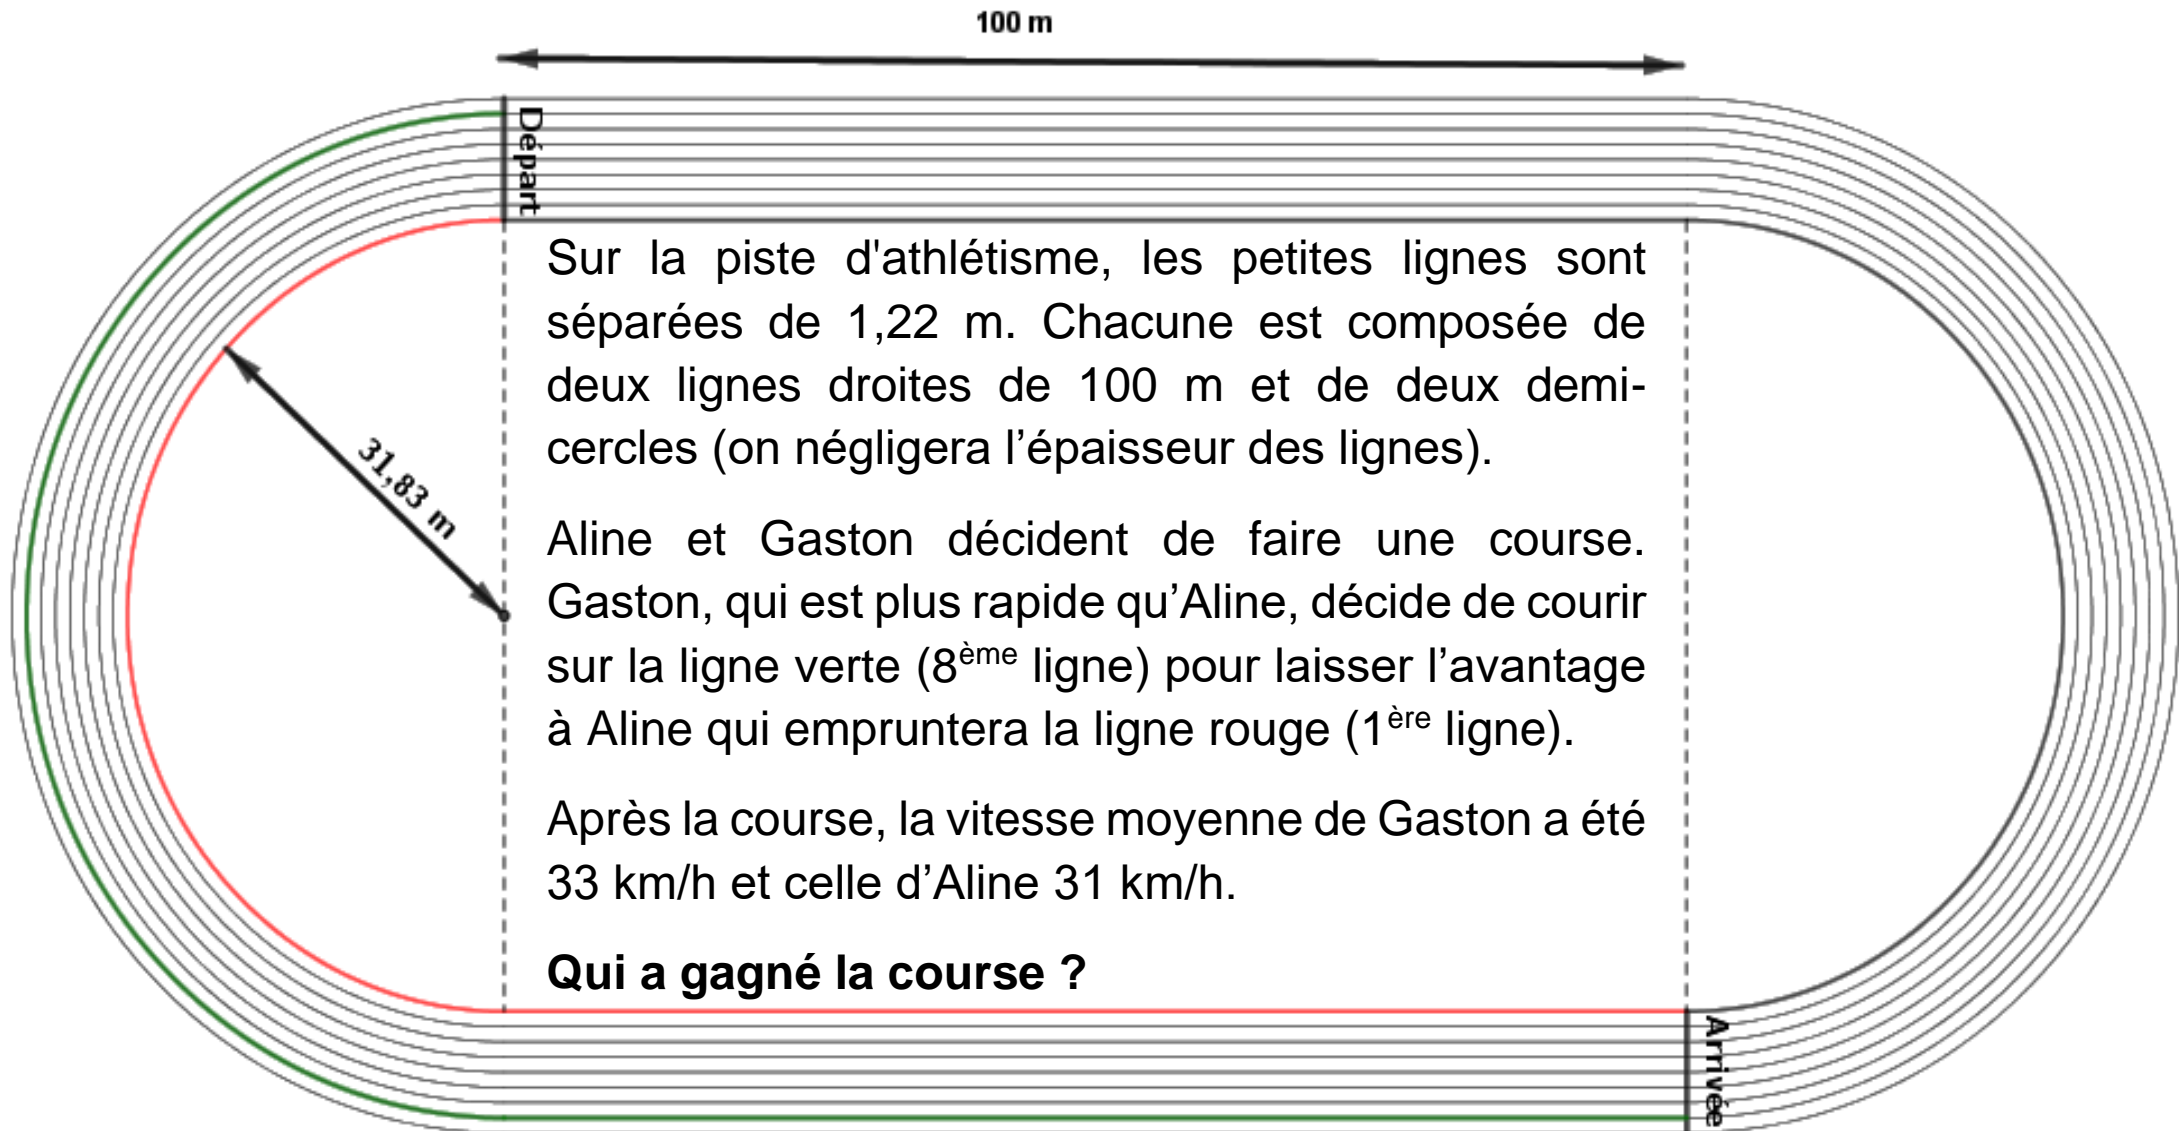 100 m
Départ
Sur la piste d'athlétisme, les petites lignes sont
séparées de 1,22 m. Chacune est composée de
deux lignes droites de 100 m et de deux demi-
cercles (on négligera l’épaisseur des lignes).
31,83 m
Aline et Gaston décident de faire une course.
Gaston, qui est plus rapide qu’Aline, décide de courir
sur la ligne verte (8ème ligne) pour laisser l’avantage
à Aline qui empruntera la ligne rouge (1ère ligne).
Après la course, la vitesse moyenne de Gaston a été
33 km/h et celle d’Aline 31 km/h.
Qui a gagné la course ?
Arrivée